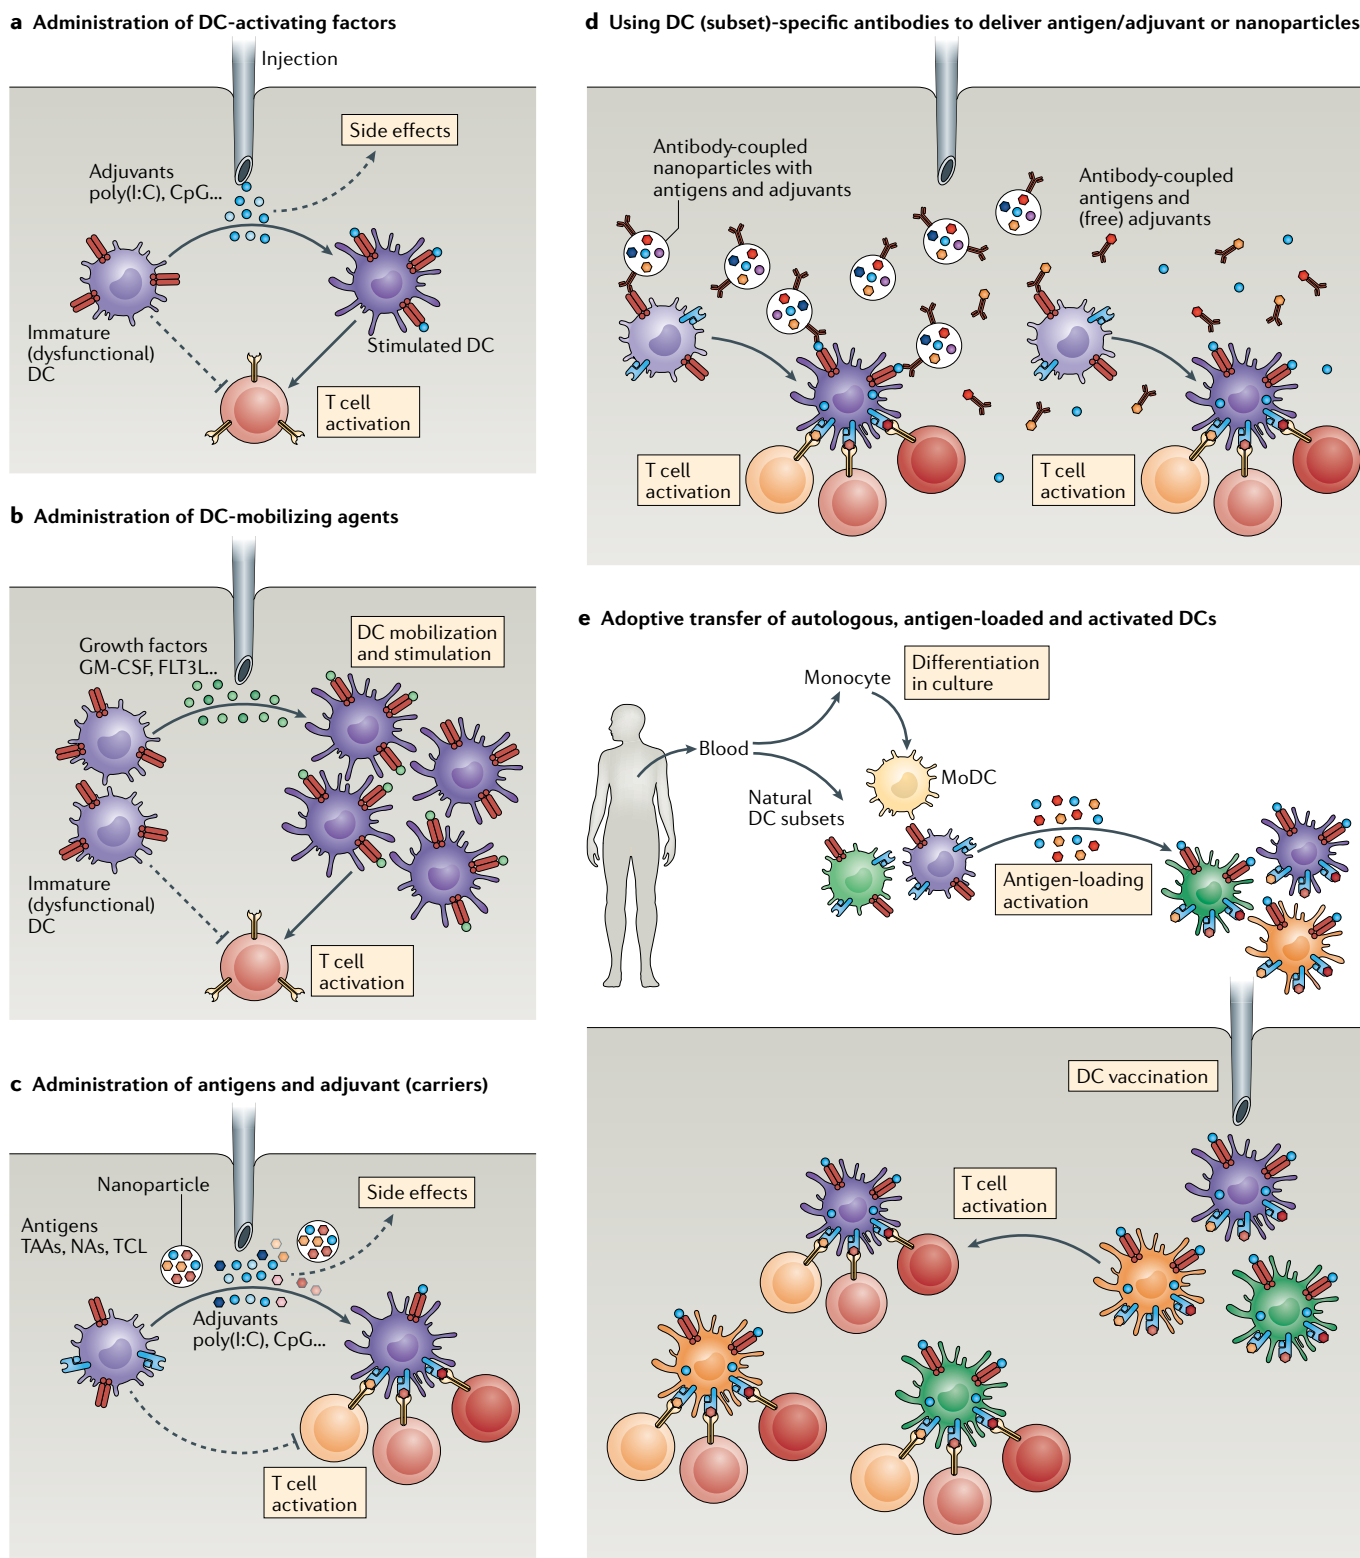 a Administration of DC-activating factors
Injection
Side effects
Adjuvants
poly(I:C), CpG...
Immature
(dysfunctional)
DC
Stimulated DC
T cell
activation
b Administration of DC-mobilizing agents
Growth factors
GM-CSF, FLT3L...
DC mobilization
and stimulation
Immature
(dysfunctional)
DC
T cell
activation
c Administration of antigens and adjuvant (carriers)
Nanoparticle
Side effects
Antigens
TAAs, NAs, TCL
Adjuvants
poly(I:C), CpG...
T cell
activation
d Using DC (subset)-specific antibodies to deliver antigen/adjuvant or nanoparticles
Antibody-coupled
nanoparticles with
antigens and adjuvants
Antibody-coupled
antigens and
(free) adjuvants
T cell
activation
T cell
activation
e Adoptive transfer of autologous, antigen-loaded and activated DCs
Differentiation
in culture
Monocyte
Blood
MoDC
Natural
DC subsets
Antigen-loading
activation
DC vaccination
T cell
activation